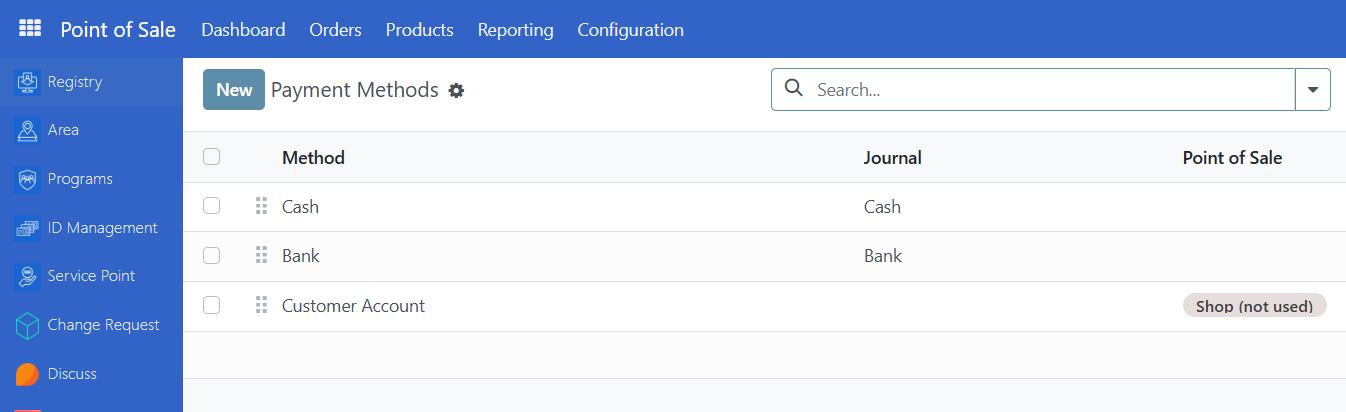 Point of Sale Dashboard Orders Products Reporting Configuration
Registry
Area
Programs
ID Management
Service Point
Change Request
Discuss
New Payment Methods Search...
Method Journal Point of Sale
Cash Cash
Bank Bank
Customer Account Shop (not used)